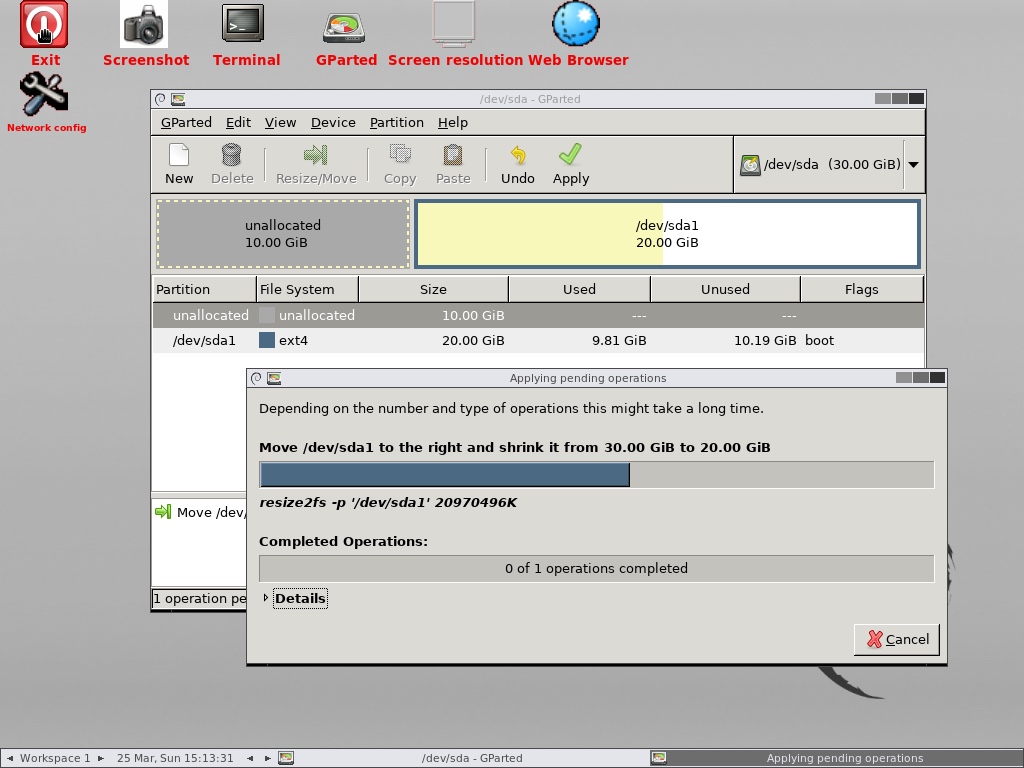 Exit
Screenshot
Terminal
GParted
Screen resolution
Web Browser
Network config
/dev/sda - GParted
GParted Edit View Device Partition Help
New Delete Resize/Move Copy Paste Undo Apply
/dev/sda (30.00 GiB)
unallocated
10.00 GiB
/dev/sda1
20.00 GiB
Partition File System Size Used Unused Flags
unallocated unallocated 10.00 GiB --- ---
/dev/sda1 ext4 20.00 GiB 9.81 GiB 10.19 GiB boot
Applying pending operations
Depending on the number and type of operations this might take a long time.
Move /dev/sda1 to the right and shrink it from 30.00 GiB to 20.00 GiB
resize2fs -p '/dev/sda1' 20970496K
Completed Operations:
0 of 1 operations completed
Details
Cancel
Move /dev/
1 operation pe
Workspace 1 25 Mar, Sun 15:13:31 /dev/sda - GParted Applying pending operations